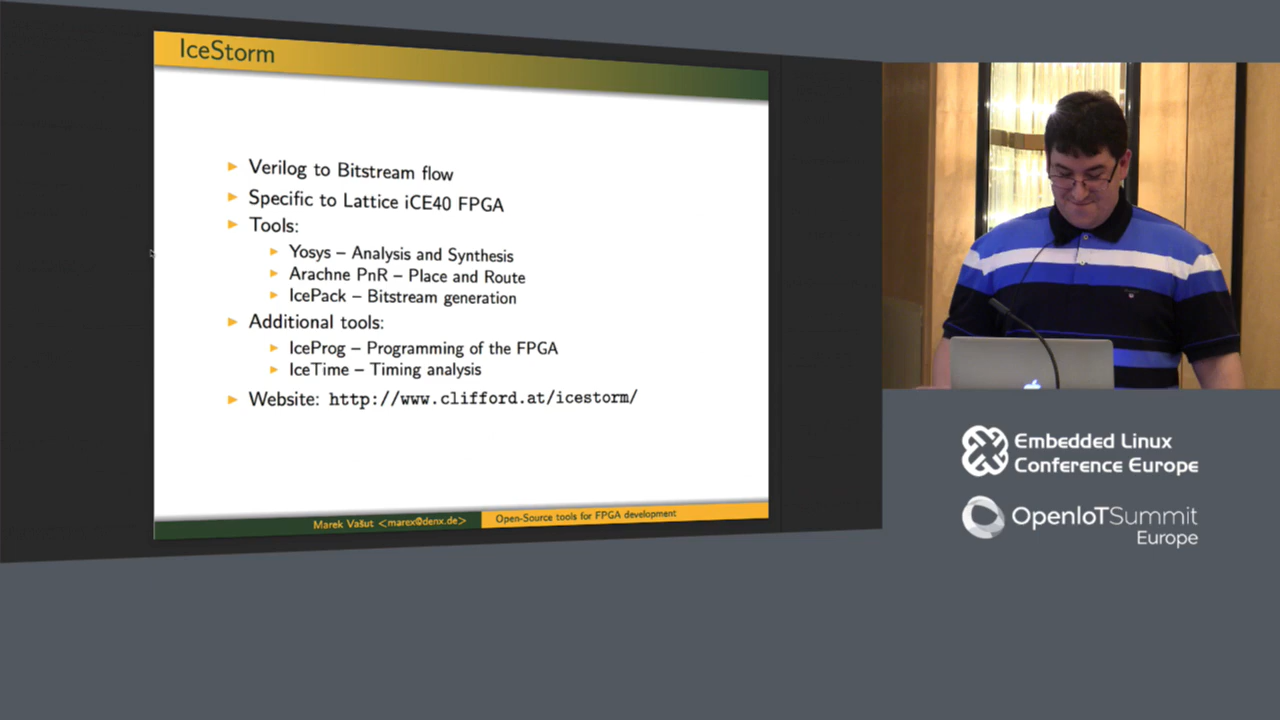 IceStorm
Verilog to Bitstream flow
Specific to Lattice iCE40 FPGA
Tools:
Yosys – Analysis and Synthesis
Arachne PnR – Place and Route
IcePack – Bitstream generation
Additional tools:
IceProg – Programming of the FPGA
IceTime – Timing analysis
Website: http://www.clifford.at/icestorm/
Marek Vašut <marex@denx.de>
Open-Source tools for FPGA development
Embedded Linux
Conference Europe
OpenIoTSummit
Europe